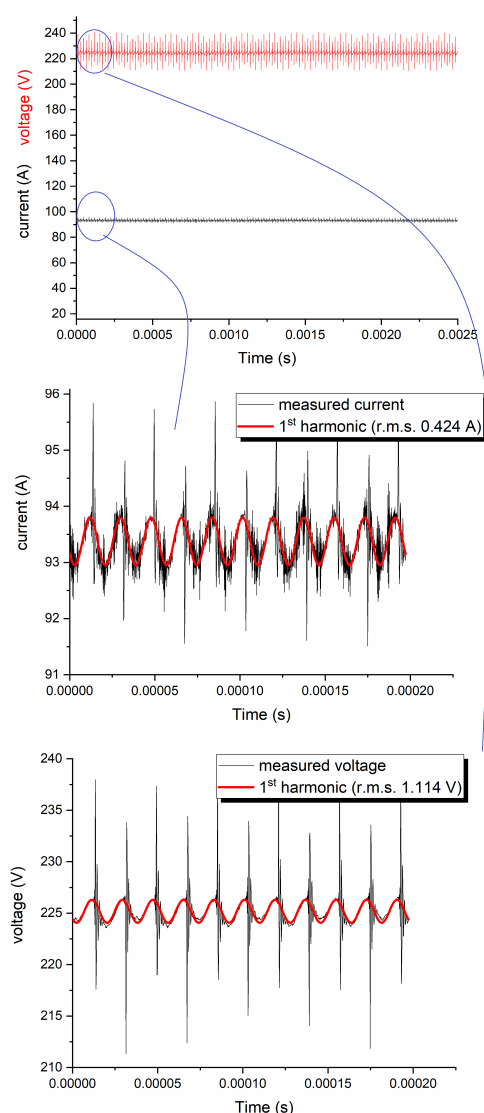 240
220
200
180
160
140
120
100
80
60
40
20
current (A) voltage (V)
0.0000 0.0005 0.0010 0.0015 0.0020 0.0025
Time (s)
96
95
94
93
92
91
current (A)
measured current
1st harmonic (r.m.s. 0.424 A)
0.00000 0.00005 0.00010 0.00015 0.00020
Time (s)
240
235
230
225
220
215
210
voltage (V)
measured voltage
1st harmonic (r.m.s. 1.114 V)
0.00000 0.00005 0.00010 0.00015 0.00020
Time (s)